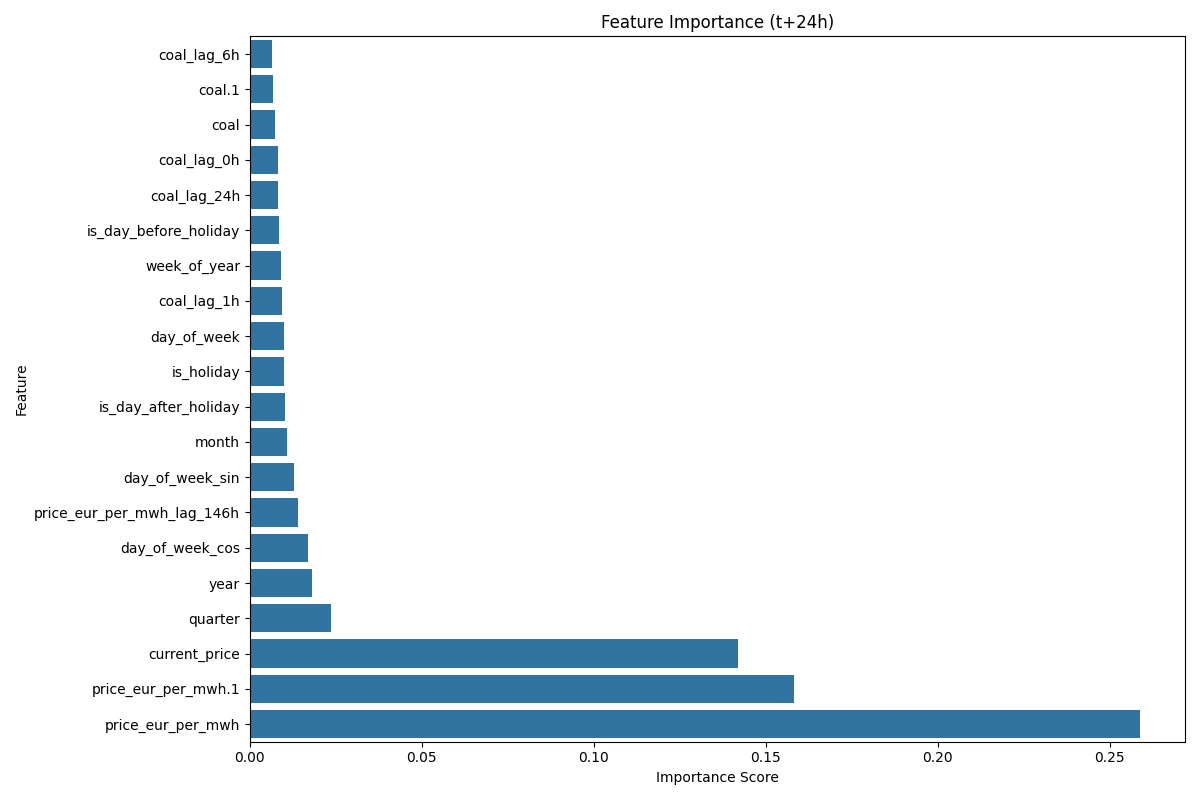 Feature Importance (t+24h)
Feature
coal_lag_6h
coal.1
coal
coal_lag_0h
coal_lag_24h
is_day_before_holiday
week_of_year
coal_lag_1h
day_of_week
is_holiday
is_day_after_holiday
month
day_of_week_sin
price_eur_per_mwh_lag_146h
day_of_week_cos
year
quarter
current_price
price_eur_per_mwh.1
price_eur_per_mwh
0.00 0.05 0.10 0.15 0.20 0.25
Importance Score